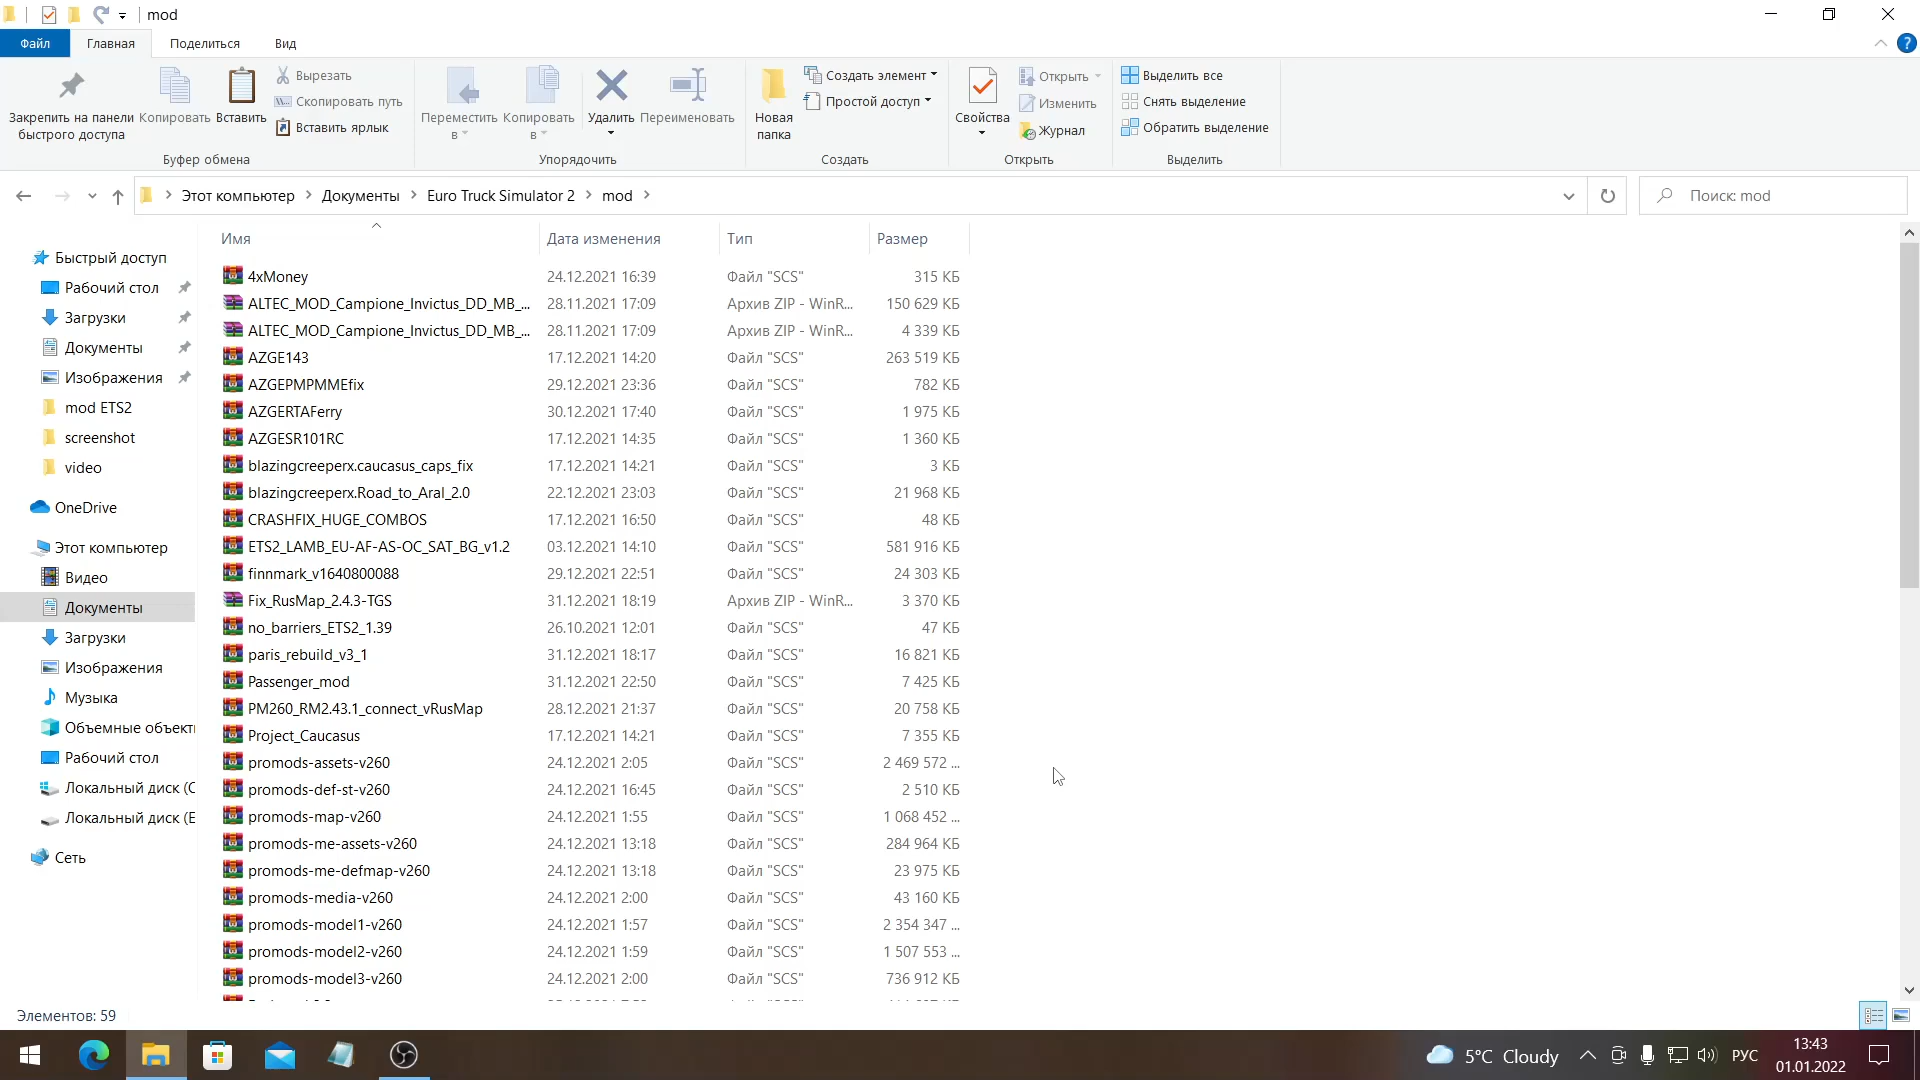 mod
Файл
Главная
Поделиться
Вид
Закрепить на панели
быстрого доступа
Копировать
Вставить
Вырезать
Скопировать путь
Вставить ярлык
Буфер обмена
Переместить
в
Копировать
в
Удалить
Переименовать
Упорядочить
Новая
папка
Создать элемент
Простой доступ
Создать
Свойства
Открыть
Изменить
Журнал
Открыть
Выделить все
Снять выделение
Обратить выделение
Выделить
Этот компьютер
Документы
Euro Truck Simulator 2
mod
Поиск: mod
Быстрый доступ
Рабочий стол
Загрузки
Документы
Изображения
mod ETS2
screenshot
video
OneDrive
Этот компьютер
Видео
Документы
Загрузки
Изображения
Музыка
Объемные объект
Рабочий стол
Локальный диск (C
Локальный диск (E
Сеть
Имя Дата изменения Тип Размер
4xMoney 24.12.2021 16:39 Файл "SCS" 315 КБ
ALTEC_MOD_Campione_Invictus_DD_MB_... 28.11.2021 17:09 Архив ZIP - WinR... 150 629 КБ
ALTEC_MOD_Campione_Invictus_DD_MB_... 28.11.2021 17:09 Архив ZIP - WinR... 4 339 КБ
AZGE143 17.12.2021 14:20 Файл "SCS" 263 519 КБ
AZGEPMPMMEfix 29.12.2021 23:36 Файл "SCS" 782 КБ
AZGERTAFerry 30.12.2021 17:40 Файл "SCS" 1 975 КБ
AZGESR101RC 17.12.2021 14:35 Файл "SCS" 1 360 КБ
blazingcreeperx.caucasus_caps_fix 17.12.2021 14:21 Файл "SCS" 3 КБ
blazingcreeperx.Road_to_Aral_2.0 22.12.2021 23:03 Файл "SCS" 21 968 КБ
CRASHFIX_HUGE_COMBOS 17.12.2021 16:50 Файл "SCS" 48 КБ
ETS2_LAMB_EU-AF-AS-OC_SAT_BG_v1.2 03.12.2021 14:10 Файл "SCS" 581 916 КБ
finnmark_v1640800088 29.12.2021 22:51 Файл "SCS" 24 303 КБ
Fix_RusMap_2.4.3-TGS 31.12.2021 18:19 Архив ZIP - WinR... 3 370 КБ
no_barriers_ETS2_1.39 26.10.2021 12:01 Файл "SCS" 47 КБ
paris_rebuild_v3_1 31.12.2021 18:17 Файл "SCS" 16 821 КБ
Passenger_mod 31.12.2021 22:50 Файл "SCS" 7 425 КБ
PM260_RM2.43.1_connect_vRusMap 28.12.2021 21:37 Файл "SCS" 20 758 КБ
Project_Caucasus 17.12.2021 14:21 Файл "SCS" 7 355 КБ
promods-assets-v260 24.12.2021 2:05 Файл "SCS" 2 469 572 ...
promods-def-st-v260 24.12.2021 16:45 Файл "SCS" 2 510 КБ
promods-map-v260 24.12.2021 1:55 Файл "SCS" 1 068 452 ...
promods-me-assets-v260 24.12.2021 13:18 Файл "SCS" 284 964 КБ
promods-me-defmap-v260 24.12.2021 13:18 Файл "SCS" 23 975 КБ
promods-media-v260 24.12.2021 2:00 Файл "SCS" 43 160 КБ
promods-model1-v260 24.12.2021 1:57 Файл "SCS" 2 354 347 ...
promods-model2-v260 24.12.2021 1:59 Файл "SCS" 1 507 553 ...
promods-model3-v260 24.12.2021 2:00 Файл "SCS" 736 912 КБ
Элементов: 59
5°C Cloudy
РУС
13:43
01.01.2022